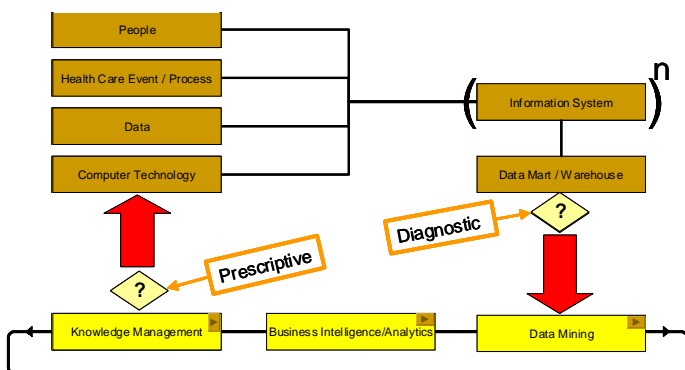 People
n
Health Care Event / Process
( Information System )
Data
Computer Technology
Data Mart / Warehouse
?
Diagnostic
Prescriptive
?
Knowledge Management
Business Intelligence/Analytics
Data Mining